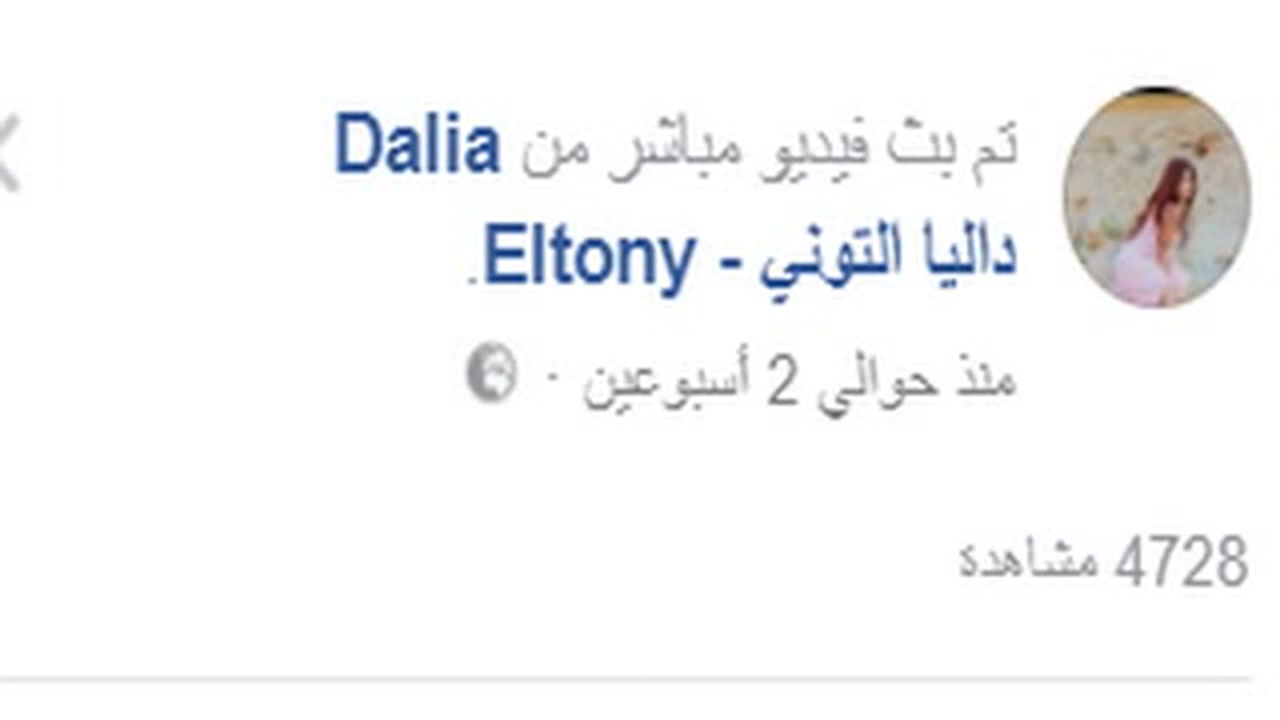 تم بث فيديو مباشر من Dalia
Eltony - داليا التوني.
منذ حوالي 2 أسبوعين ·
4728 مشاهدة